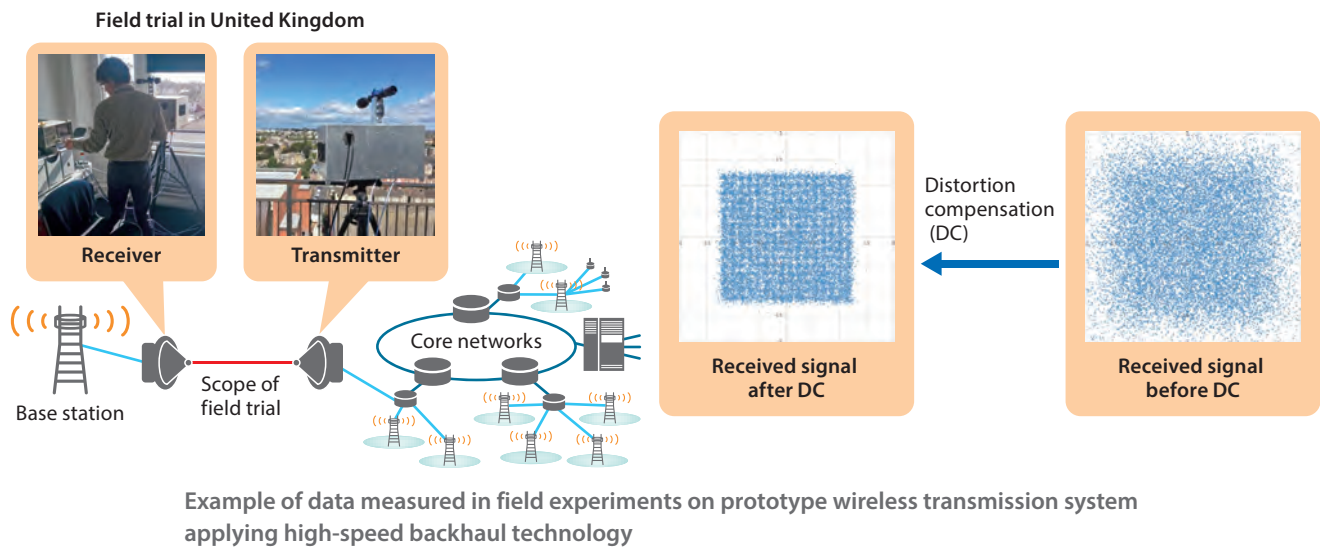 Field trial in United Kingdom
Receiver
Transmitter
Base station
Scope of
field trial
Core networks
Received signal
after DC
Distortion
compensation
(DC)
Received signal
before DC
Example of data measured in field experiments on prototype wireless transmission system
applying high-speed backhaul technology